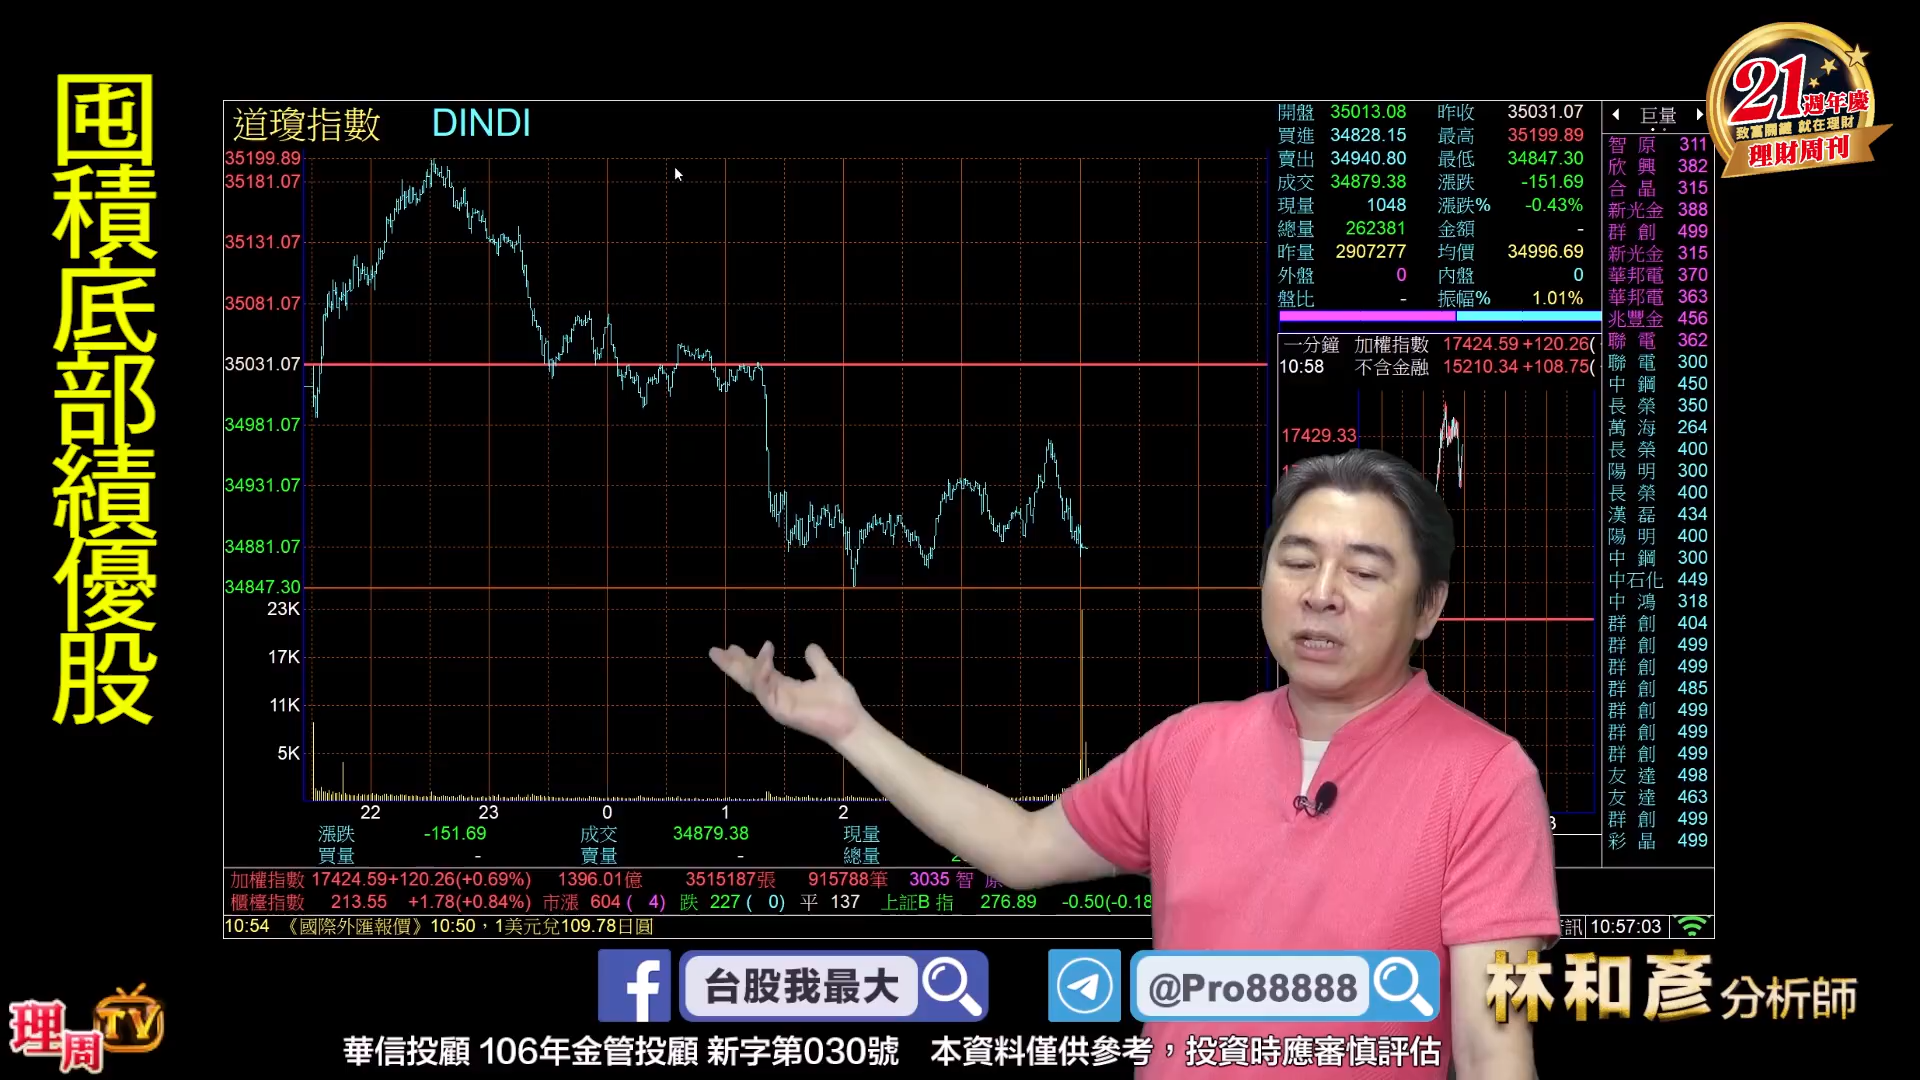 囤積底部績優股
21週年慶
致富關鍵 就在理財
理財周刊
道瓊指數 DINDI
35199.89
35181.07
35131.07
35081.07
35031.07
34981.07
34931.07
34881.07
34847.30
23K
17K
11K
5K
22 23 0 1 2
漲跌 -151.69 成交 34879.38 現量
買量 - 賣量 - 總量
開盤 35013.08 昨收 35031.07
買進 34828.15 最高 35199.89
賣出 34940.80 最低 34847.30
成交 34879.38 漲跌 -151.69
現量 1048 漲跌% -0.43%
總量 262381 金額 -
昨量 2907277 均價 34996.69
外盤 0 內盤 0
盤比 - 振幅% 1.01%
一分鐘 加權指數 17424.59 +120.26(
10:58 不含金融 15210.34 +108.75(
17429.33
巨量
智原 311
欣興 382
合晶 315
新光金 388
群創 499
新光金 315
華邦電 370
華邦電 363
兆豐金 456
聯電 362
聯電 300
中鋼 450
長榮 350
萬海 264
長榮 400
陽明 300
長榮 400
漢磊 434
陽明 400
中鋼 300
中石化 449
中鴻 318
群創 404
群創 499
群創 499
群創 485
群創 499
群創 499
群創 499
友達 498
友達 463
群創 499
彩晶 499
加權指數 17424.59+120.26(+0.69%) 1396.01億 3515187張 915788筆 3035 智原
櫃檯指數 213.55 +1.78(+0.84%) 市漲 604 ( 4) 跌 227 ( 0) 平 137 上証B指 276.89 -0.50(-0.18
10:54 《國際外匯報價》10:50，1美元兌109.78日圓
訊 10:57:03
f 台股我最大
@Pro88888
林和彥 分析師
理周TV
華信投顧 106年金管投顧 新字第030號 本資料僅供參考，投資時應審慎評估